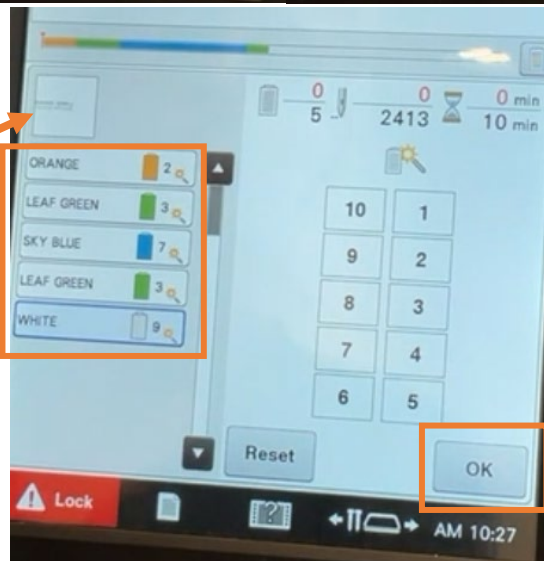 0
5
0
2413
0 min
10 min
ORANGE 2
LEAF GREEN 3
SKY BLUE 7
LEAF GREEN 3
WHITE 9
10 1
9 2
8 3
7 4
6 5
Reset
OK
Lock
?
AM 10:27